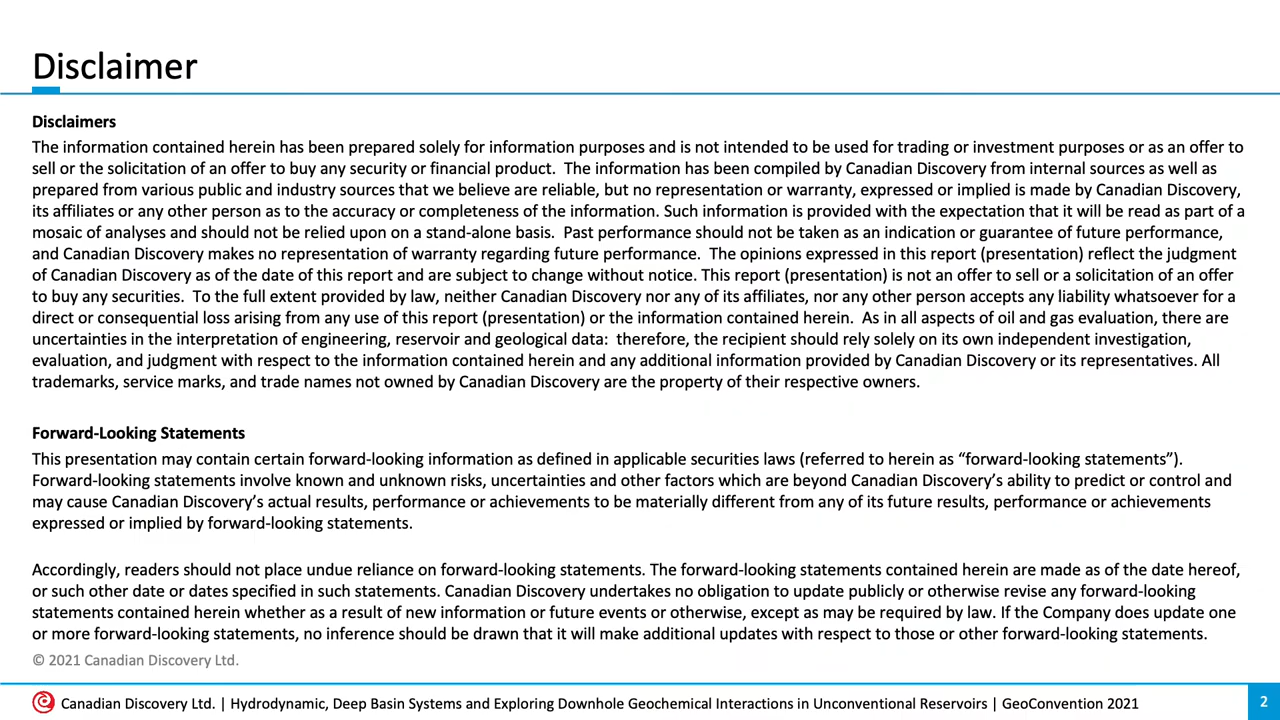 Disclaimer
Disclaimers
The information contained herein has been prepared solely for information purposes and is not intended to be used for trading or investment purposes or as an offer to
sell or the solicitation of an offer to buy any security or financial product.  The information has been compiled by Canadian Discovery from internal sources as well as
prepared from various public and industry sources that we believe are reliable, but no representation or warranty, expressed or implied is made by Canadian Discovery,
its affiliates or any other person as to the accuracy or completeness of the information. Such information is provided with the expectation that it will be read as part of a
mosaic of analyses and should not be relied upon on a stand-alone basis.  Past performance should not be taken as an indication or guarantee of future performance,
and Canadian Discovery makes no representation of warranty regarding future performance.  The opinions expressed in this report (presentation) reflect the judgment
of Canadian Discovery as of the date of this report and are subject to change without notice. This report (presentation) is not an offer to sell or a solicitation of an offer
to buy any securities.  To the full extent provided by law, neither Canadian Discovery nor any of its affiliates, nor any other person accepts any liability whatsoever for a
direct or consequential loss arising from any use of this report (presentation) or the information contained herein.  As in all aspects of oil and gas evaluation, there are
uncertainties in the interpretation of engineering, reservoir and geological data:  therefore, the recipient should rely solely on its own independent investigation,
evaluation, and judgment with respect to the information contained herein and any additional information provided by Canadian Discovery or its representatives. All
trademarks, service marks, and trade names not owned by Canadian Discovery are the property of their respective owners.
Forward-Looking Statements
This presentation may contain certain forward-looking information as defined in applicable securities laws (referred to herein as “forward-looking statements”).
Forward-looking statements involve known and unknown risks, uncertainties and other factors which are beyond Canadian Discovery’s ability to predict or control and
may cause Canadian Discovery’s actual results, performance or achievements to be materially different from any of its future results, performance or achievements
expressed or implied by forward-looking statements.
Accordingly, readers should not place undue reliance on forward-looking statements. The forward-looking statements contained herein are made as of the date hereof,
or such other date or dates specified in such statements. Canadian Discovery undertakes no obligation to update publicly or otherwise revise any forward-looking
statements contained herein whether as a result of new information or future events or otherwise, except as may be required by law. If the Company does update one
or more forward-looking statements, no inference should be drawn that it will make additional updates with respect to those or other forward-looking statements.
© 2021 Canadian Discovery Ltd.
Canadian Discovery Ltd. | Hydrodynamic, Deep Basin Systems and Exploring Downhole Geochemical Interactions in Unconventional Reservoirs | GeoConvention 2021
2